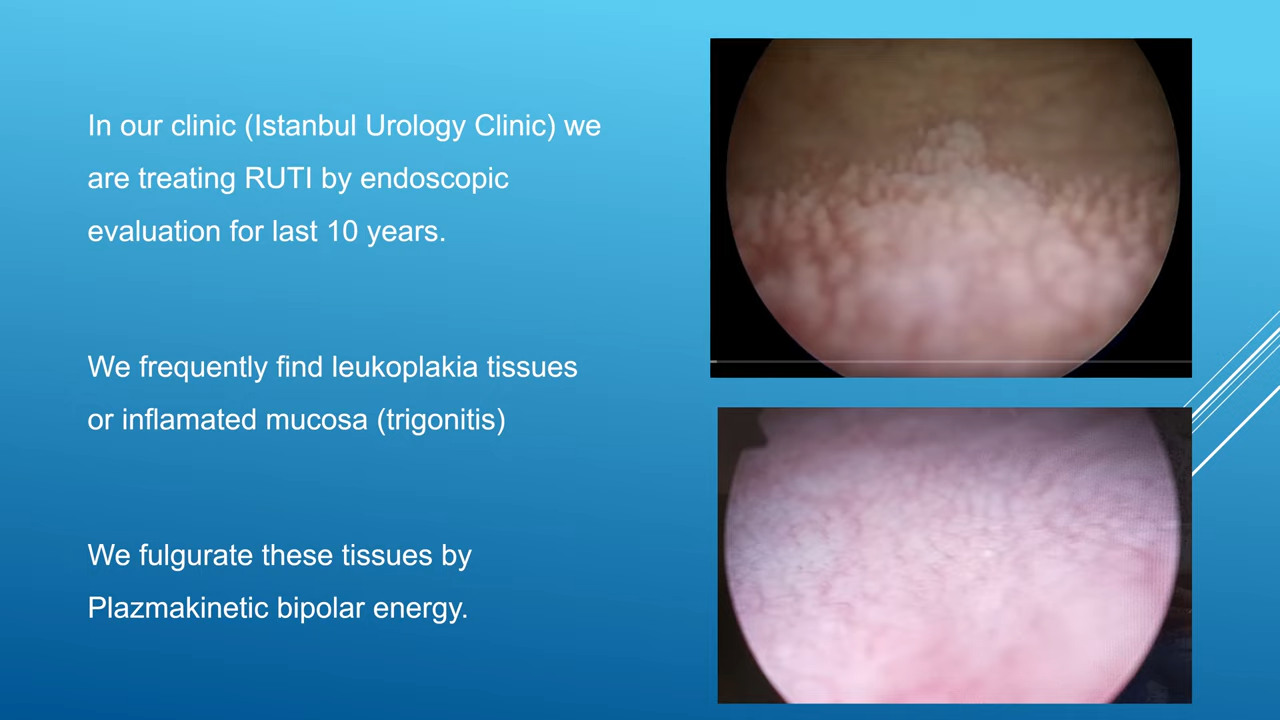 In our clinic (Istanbul Urology Clinic) we
are treating RUTI by endoscopic
evaluation for last 10 years.
We frequently find leukoplakia tissues
or inflamated mucosa (trigonitis)
We fulgurate these tissues by
Plazmakinetic bipolar energy.